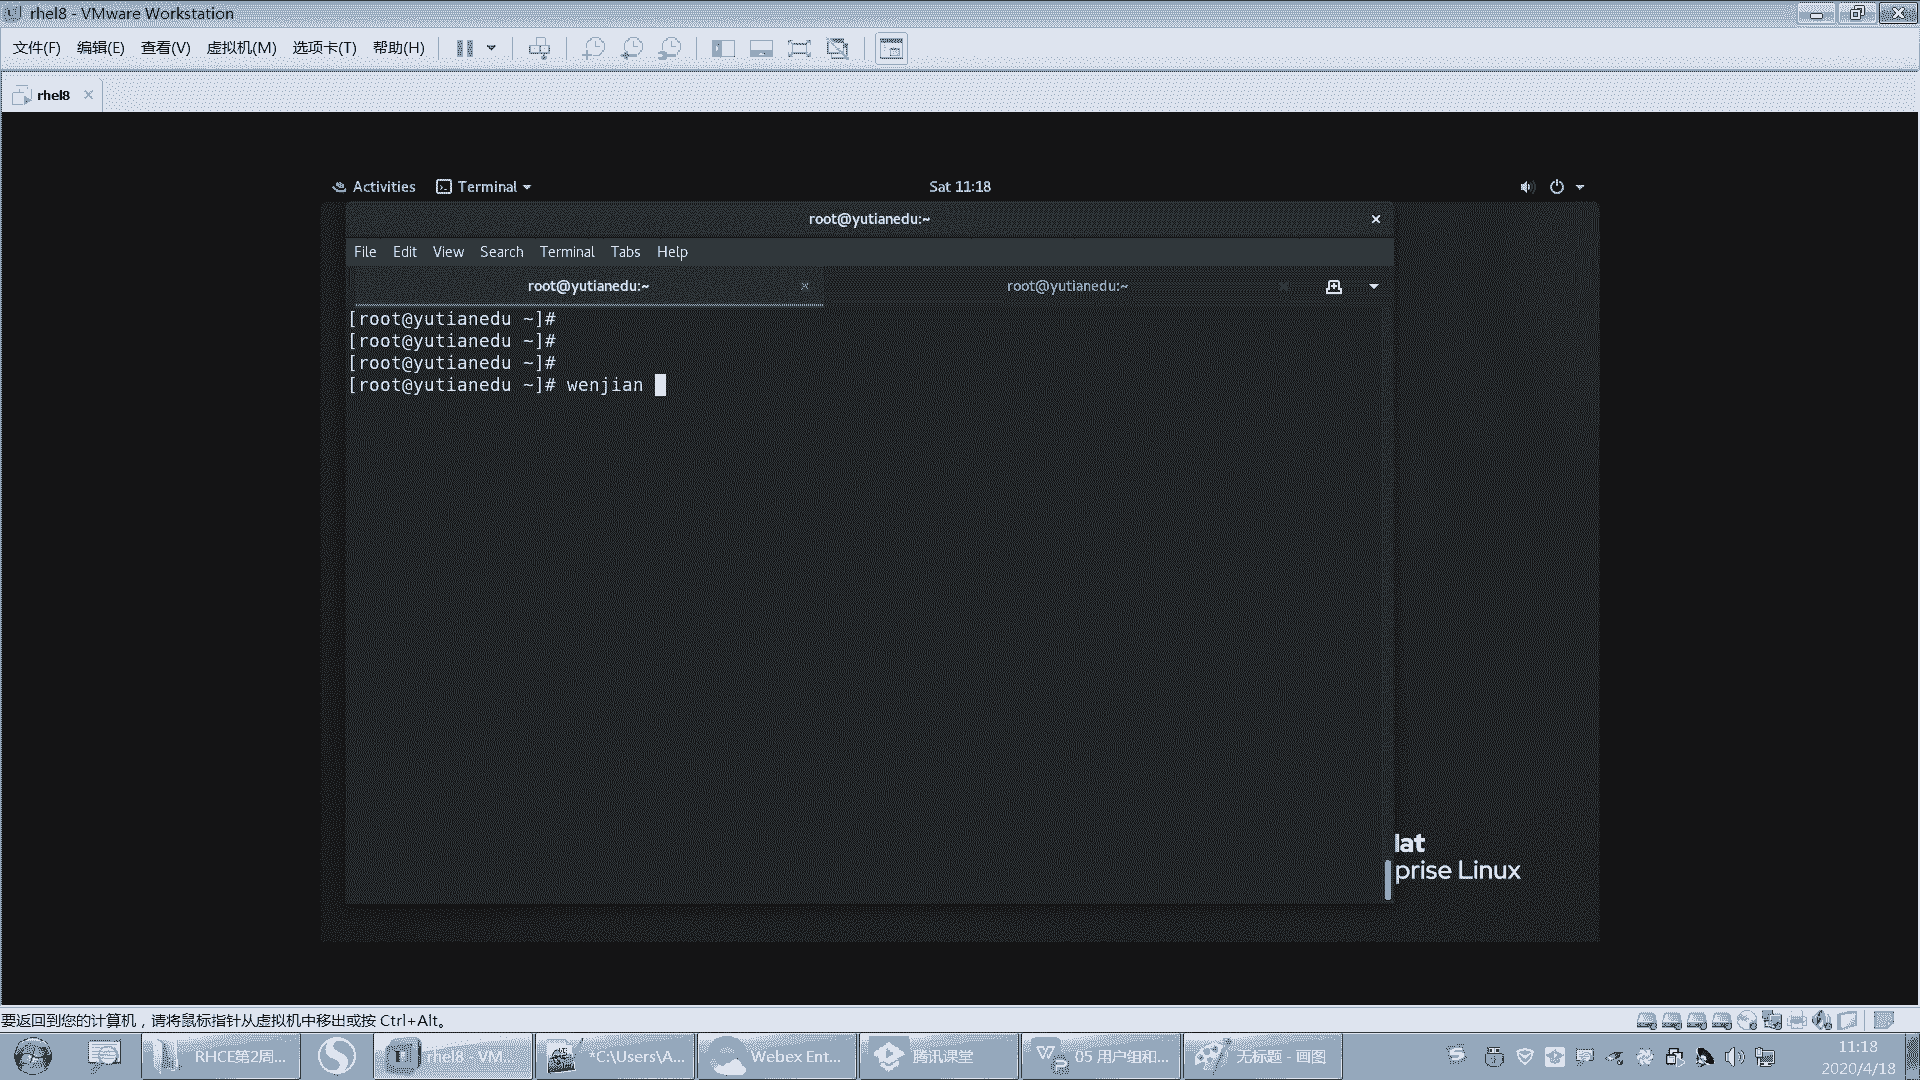 rhel8 - VMware Workstation
文件(F) 编辑(E) 查看(V) 虚拟机(M) 选项卡(T) 帮助(H)
rhel8
Activities Terminal Sat 11:18
root@yutianedu:~
File Edit View Search Terminal Tabs Help
root@yutianedu:~ root@yutianedu:~
[root@yutianedu ~]#
[root@yutianedu ~]#
[root@yutianedu ~]#
[root@yutianedu ~]# wenjian
lat
prise Linux
要返回到您的计算机，请将鼠标指针从虚拟机中移出或按 Ctrl+Alt。
RHCE第2周... rhel8 - VM... *C:\Users\A... Webex Ent... 腾讯课堂 05 用户组和... 无标题 - 画图 11:18
2020/4/18